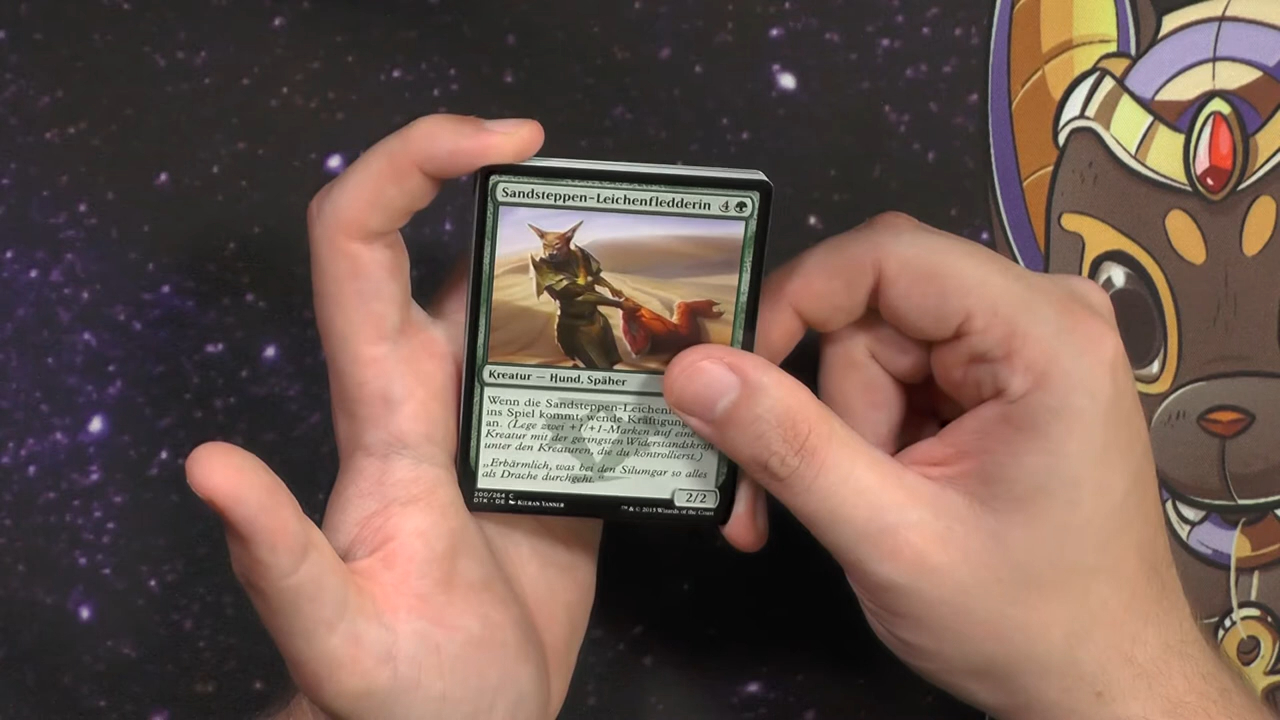 Sandsteppen-Leichenfledderin 4
Kreatur — Hund, Späher
Wenn die Sandsteppen-Leichen
ins Spiel kommt, wende Kräftigung
an. (Lege zwei +1/+1-Marken auf eine
Kreatur mit der geringsten Widerstandskraft
unter den Kreaturen, die du kontrollierst.)
„Erbärmlich, was bei den Silumgar so alles
als Drache durchgeht.“
2/2
200/264 C
DTK • DE KIERAN YANNER
™ & © 2015 Wizards of the Coast